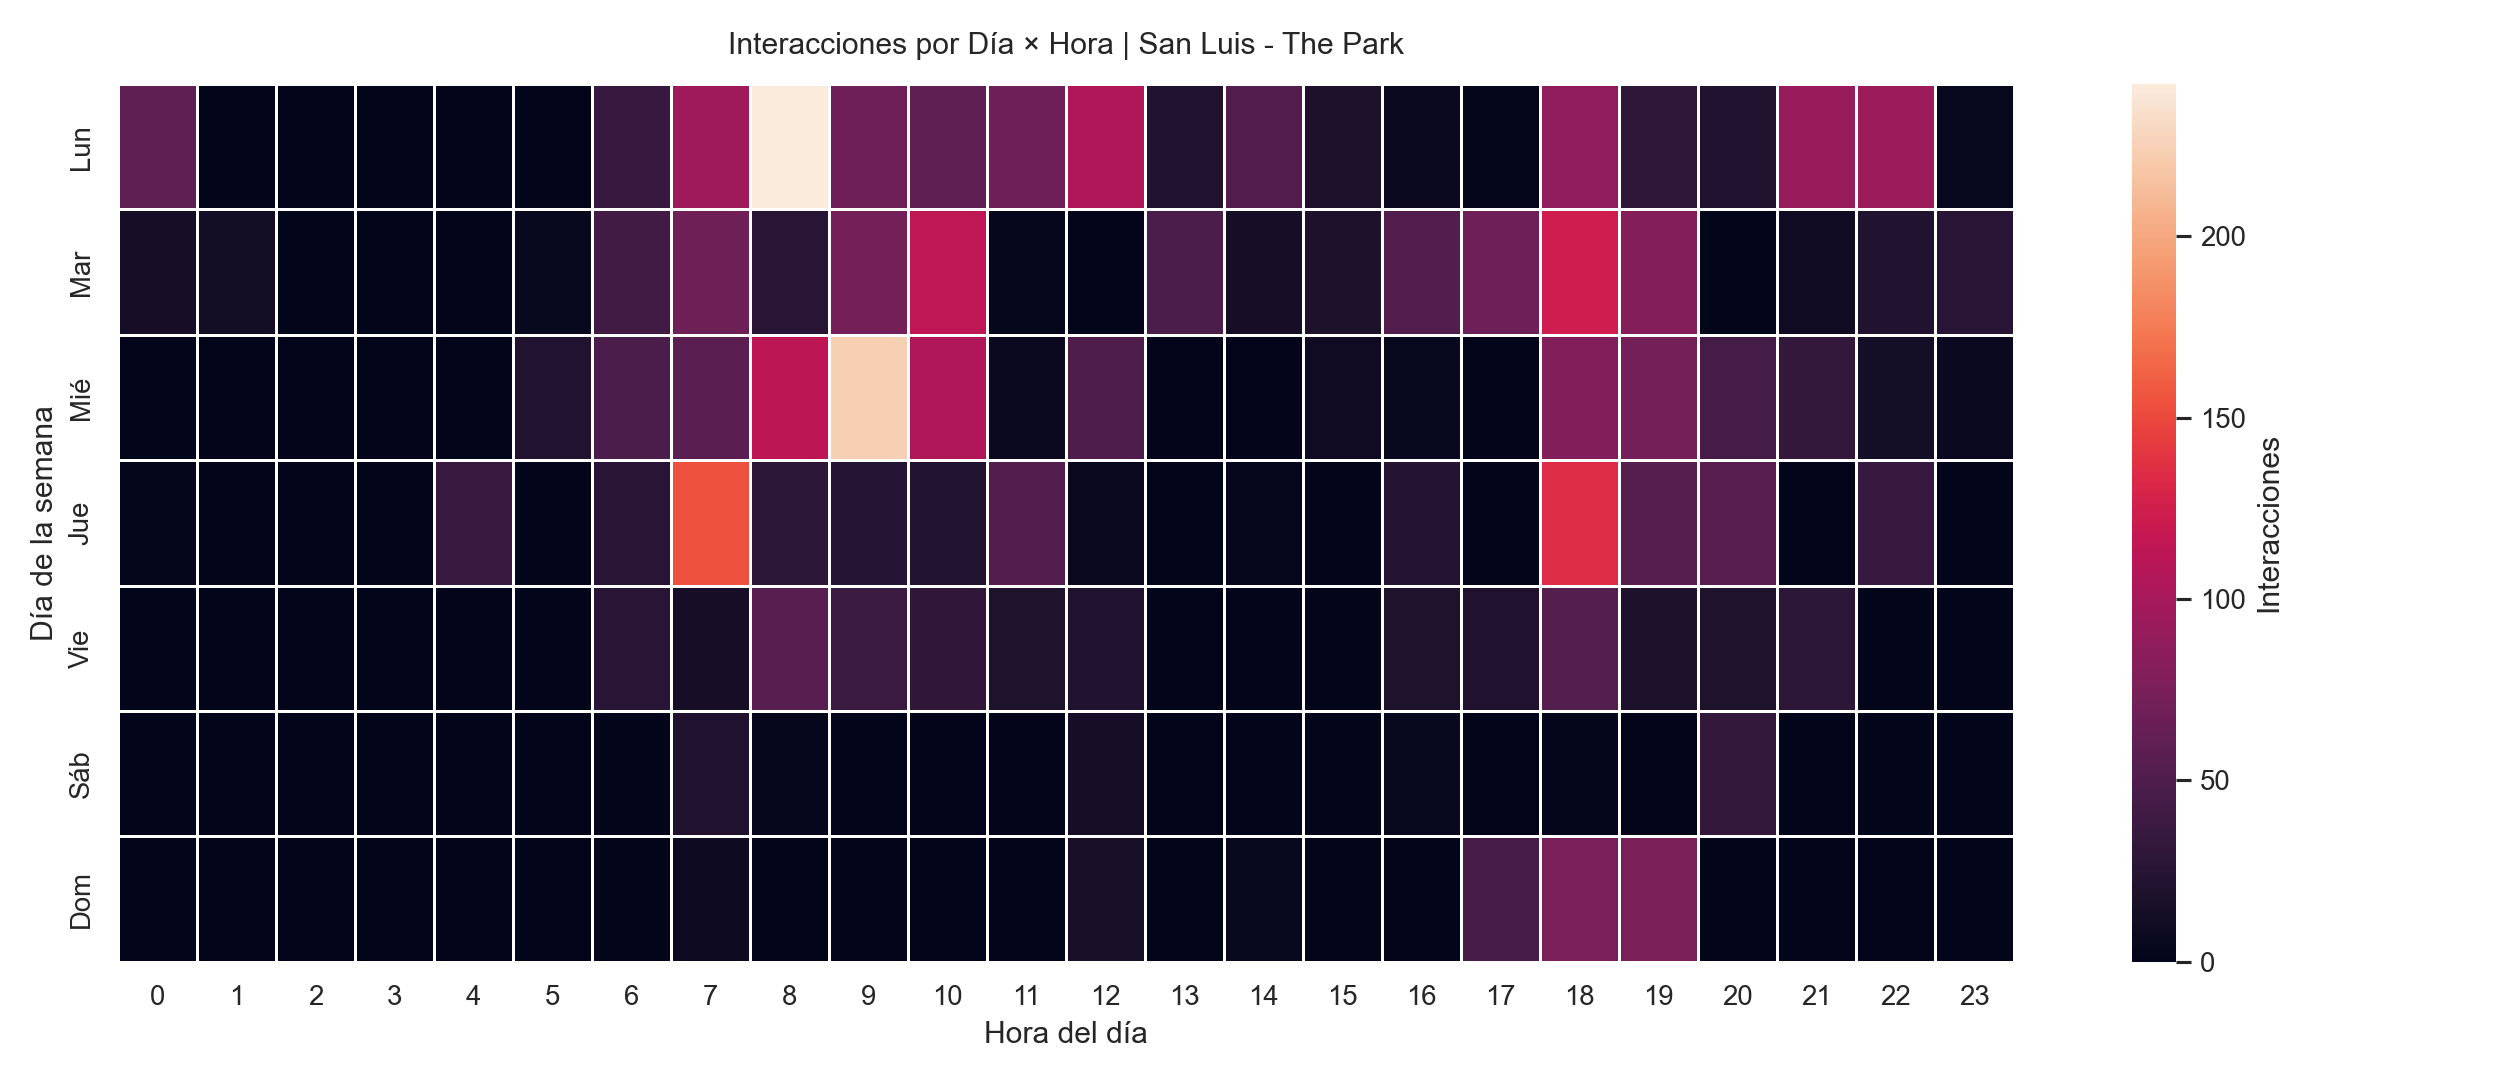 Interacciones por Día × Hora | San Luis - The Park
Día de la semana
Lun
Mar
Mié
Jue
Vie
Sáb
Dom
0 1 2 3 4 5 6 7 8 9 10 11 12 13 14 15 16 17 18 19 20 21 22 23
Hora del día
200
150
100
50
0
Interacciones